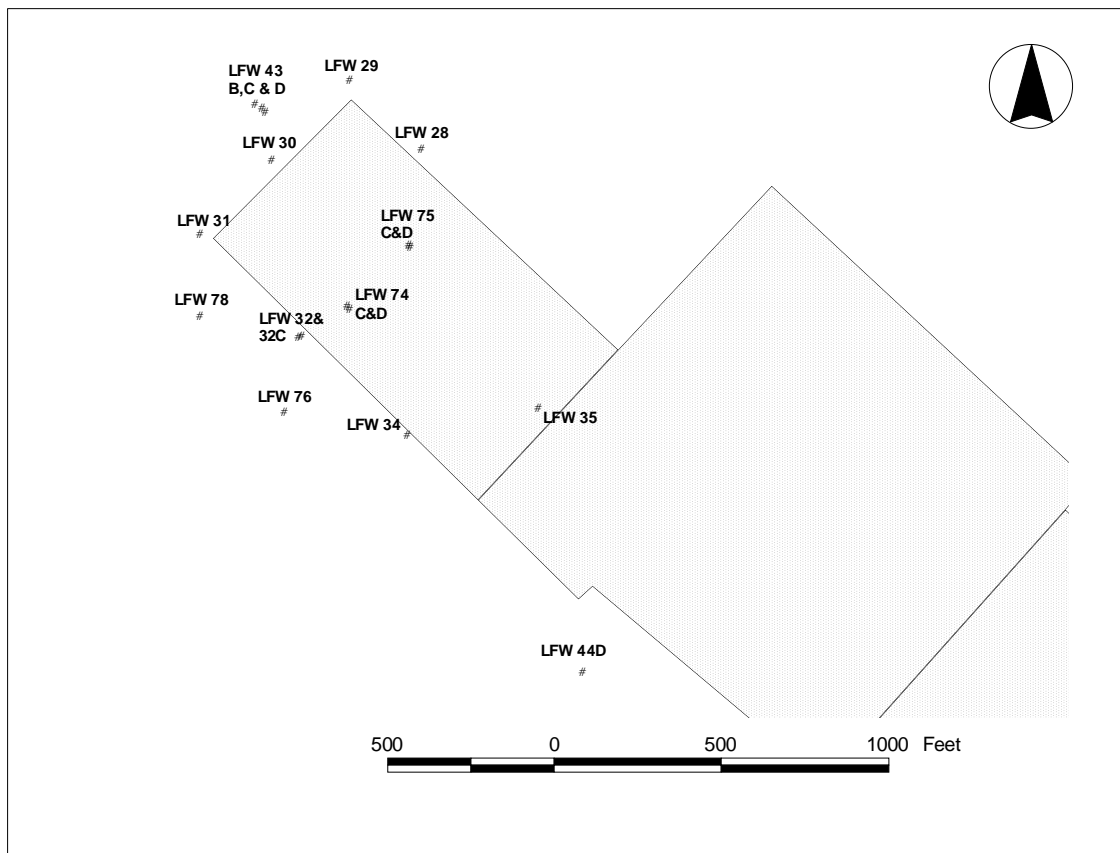 LFW 43
B,C & D
LFW 29
LFW 28
LFW 30
LFW 31
LFW 75
C&D
LFW 78
LFW 74
C&D
LFW 32&
32C
LFW 76
LFW 34
LFW 35
LFW 44D
500 0 500 1000 Feet